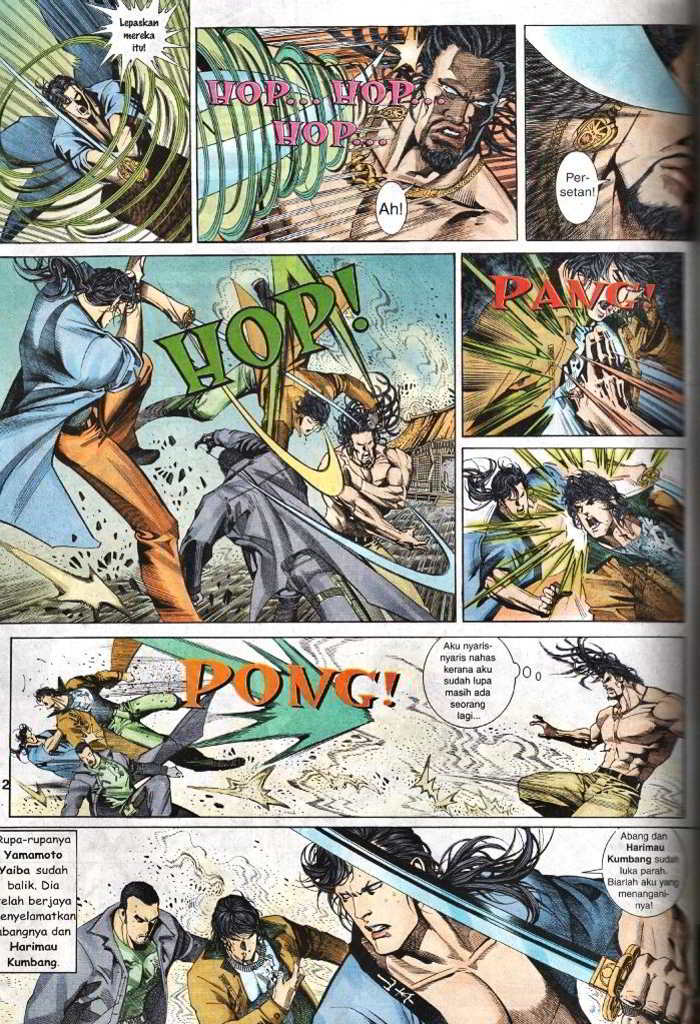 Lepaskan
mereka
itu!
HOP... HOP...
HOP...
Ah!
Per-
setan!
HOP!
PANG!
PONG!
Aku nyaris-
nyaris nahas
kerana aku
sudah lupa
masih ada
seorang
lagi...
2
Rupa-rupanya
Yamamoto
Yaiba sudah
balik. Dia
telah berjaya
menyelamatkan
abangnya dan
Harimau
Kumbang.
Abang dan
Harimau
Kumbang sudah
luka parah.
Biarlah aku yang
menangani-
nya!